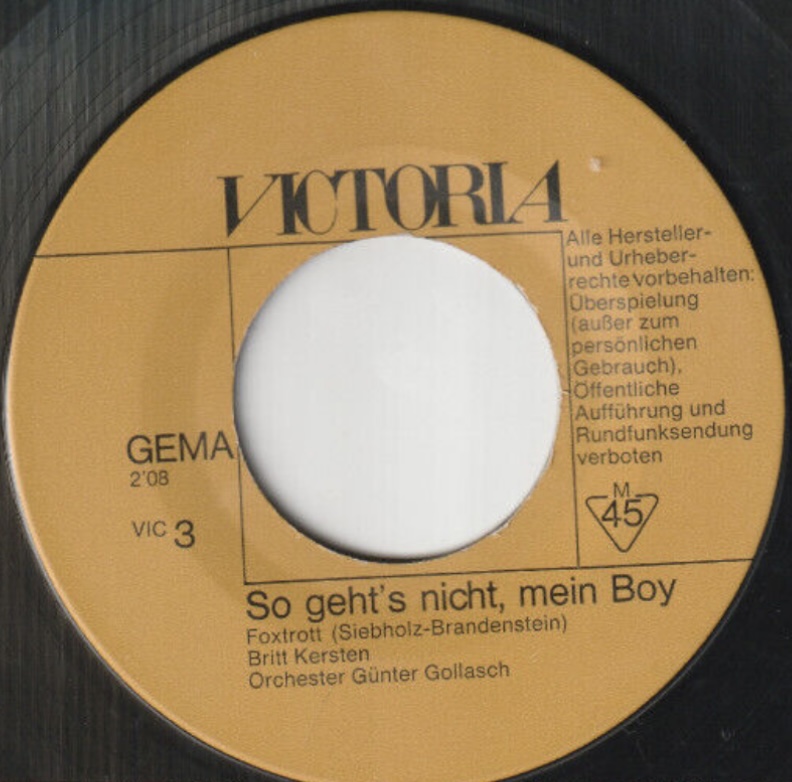 VICTORIA
Alle Hersteller-
und Urheber-
rechte vorbehalten:
Überspielung
(außer zum
persönlichen
Gebrauch),
Öffentliche
Aufführung und
Rundfunksendung
verboten
GEMA
2'08
VIC 3
M
45
So geht's nicht, mein Boy
Foxtrott (Siebholz-Brandenstein)
Britt Kersten
Orchester Günter Gollasch